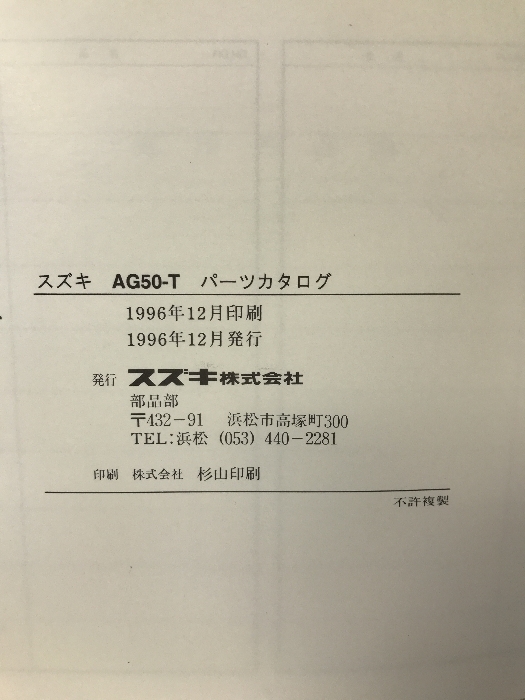 スズキ AG50-T パーツカタログ
1996年12月印刷
1996年12月発行
発行 スズキ株式会社
部品部
〒432-91 浜松市高塚町300
TEL:浜松 (053) 440-2281
印刷 株式会社 杉山印刷
不許複製